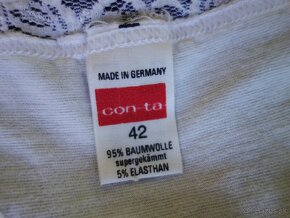 MADE IN GERMANY
con-ta
42
95% BAUMWOLLE
supergekämmt
5% ELASTHAN